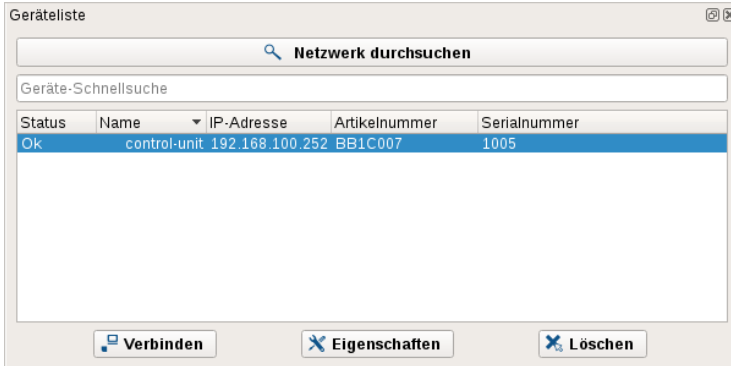 Geräteliste
Netzwerk durchsuchen
Geräte-Schnellsuche
Status Name IP-Adresse Artikelnummer Serialnummer
Ok control-unit 192.168.100.252 BB1C007 1005
Verbinden Eigenschaften Löschen